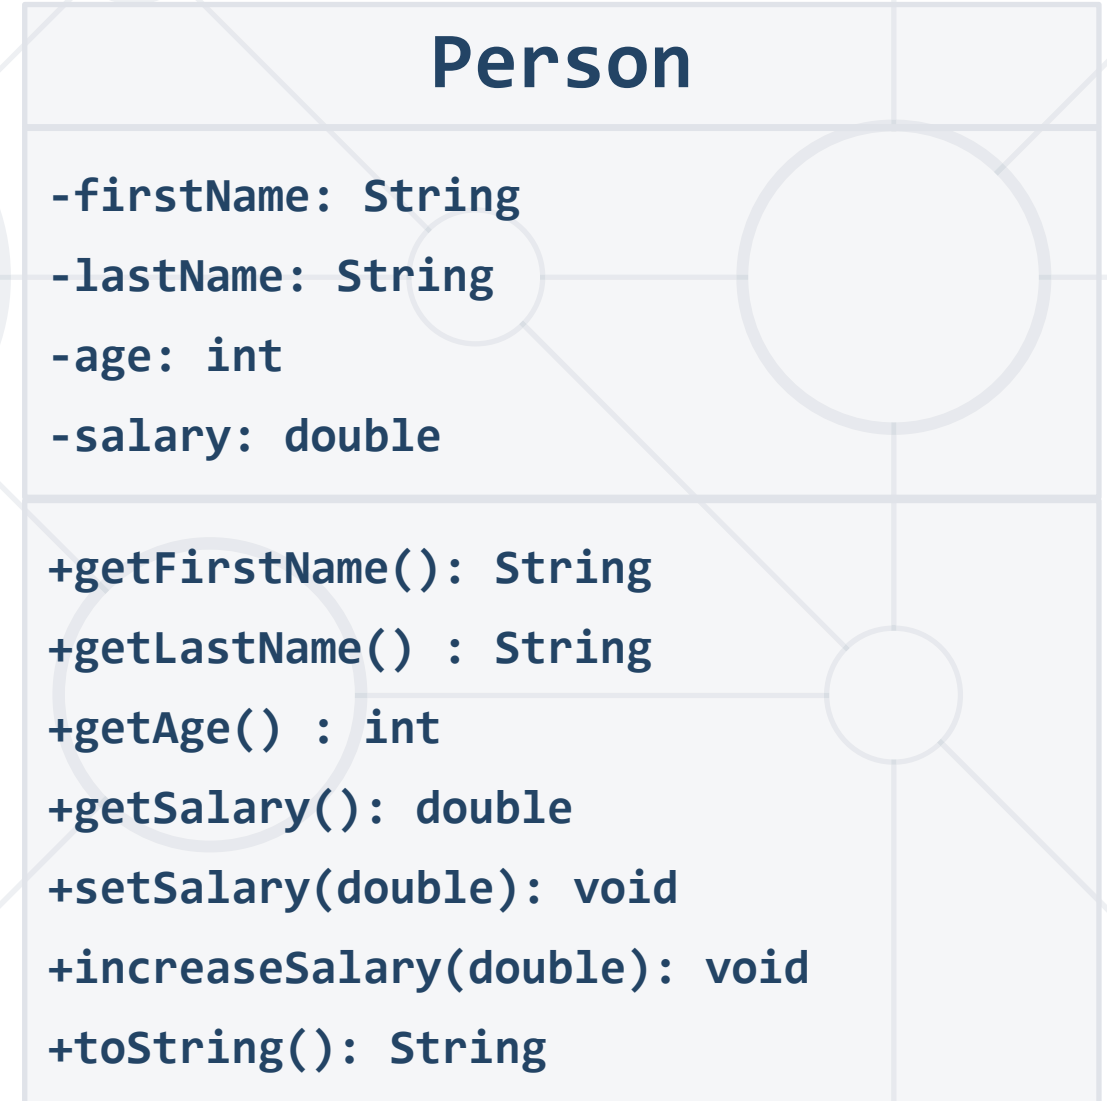 Person
-firstName: String
-lastName: String
-age: int
-salary: double
+getFirstName(): String
+getLastName() : String
+getAge() : int
+getSalary(): double
+setSalary(double): void
+increaseSalary(double): void
+toString(): String